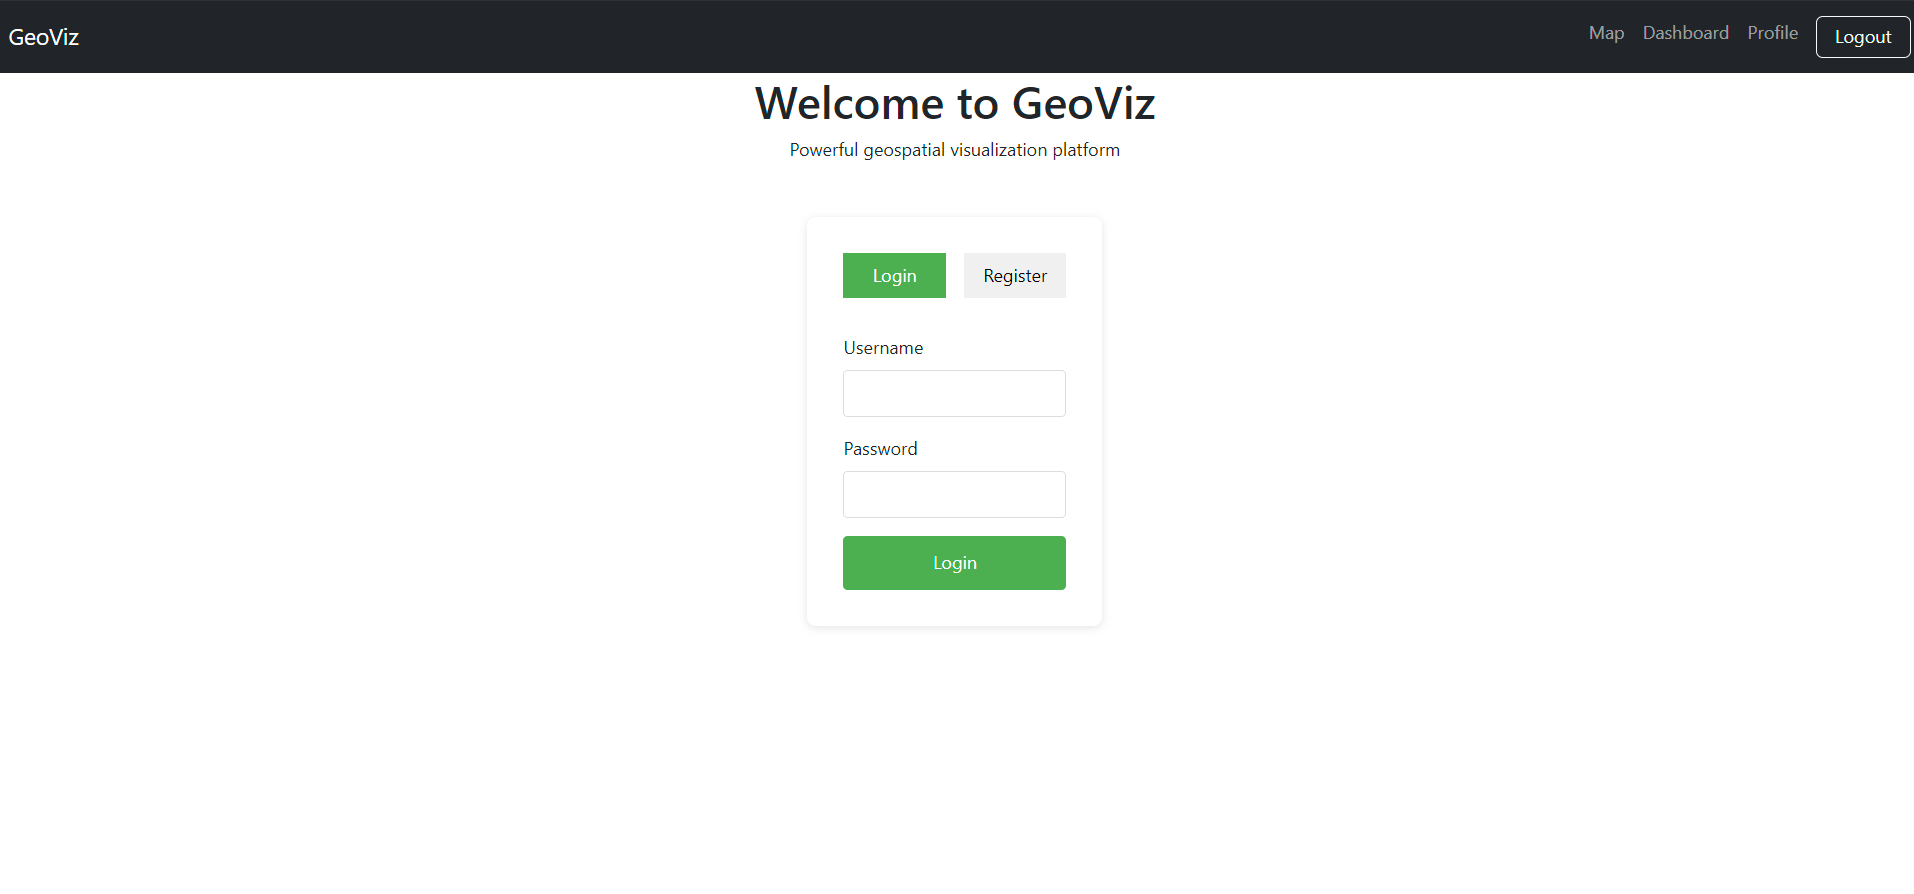 GeoViz
Map Dashboard Profile Logout
Welcome to GeoViz
Powerful geospatial visualization platform
Login Register
Username
Password
Login